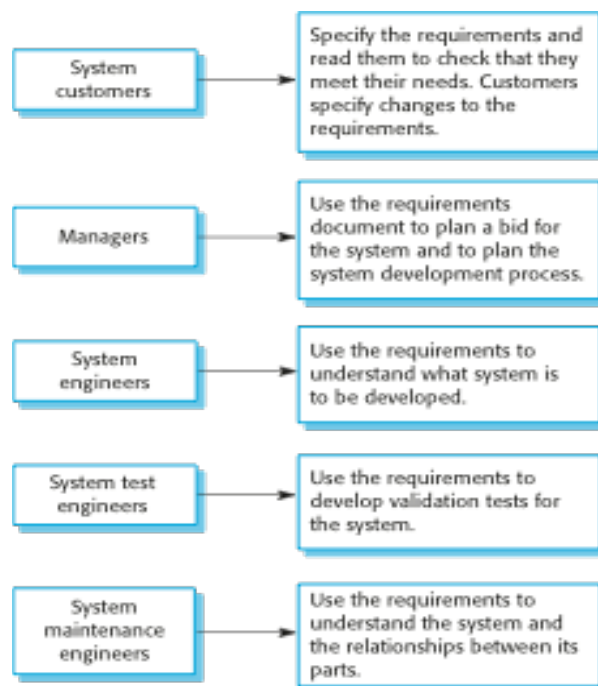 System
customers
Specify the requirements and
read them to check that they
meet their needs. Customers
specify changes to the
requirements.
Managers
Use the requirements
document to plan a bid for
the system and to plan the
system development process.
System
engineers
Use the requirements to
understand what system is
to be developed.
System test
engineers
Use the requirements to
develop validation tests for
the system.
System
maintenance
engineers
Use the requirements to
understand the system and
the relationships between its
parts.